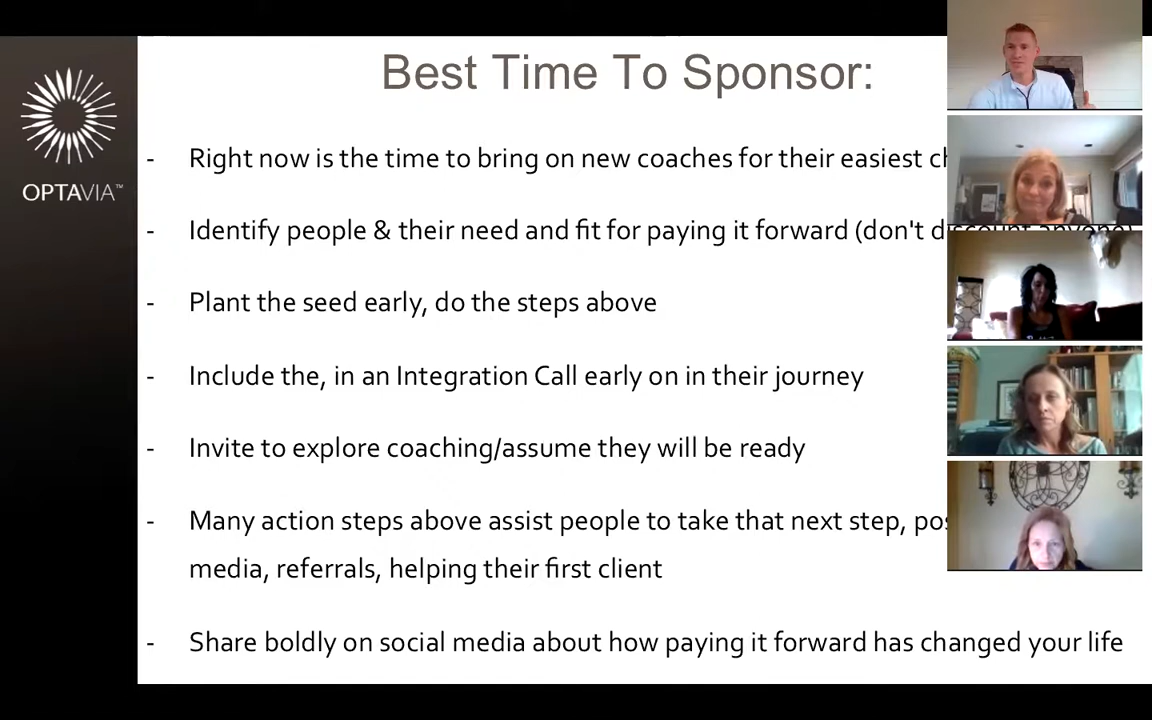 Best Time To Sponsor:
OPTAVIA™
- Right now is the time to bring on new coaches for their easiest
- Identify people & their need and fit for paying it forward (don't discount anyone)
- Plant the seed early, do the steps above
- Include the, in an Integration Call early on in their journey
- Invite to explore coaching/assume they will be ready
- Many action steps above assist people to take that next step,
media, referrals, helping their first client
- Share boldly on social media about how paying it forward has changed your life